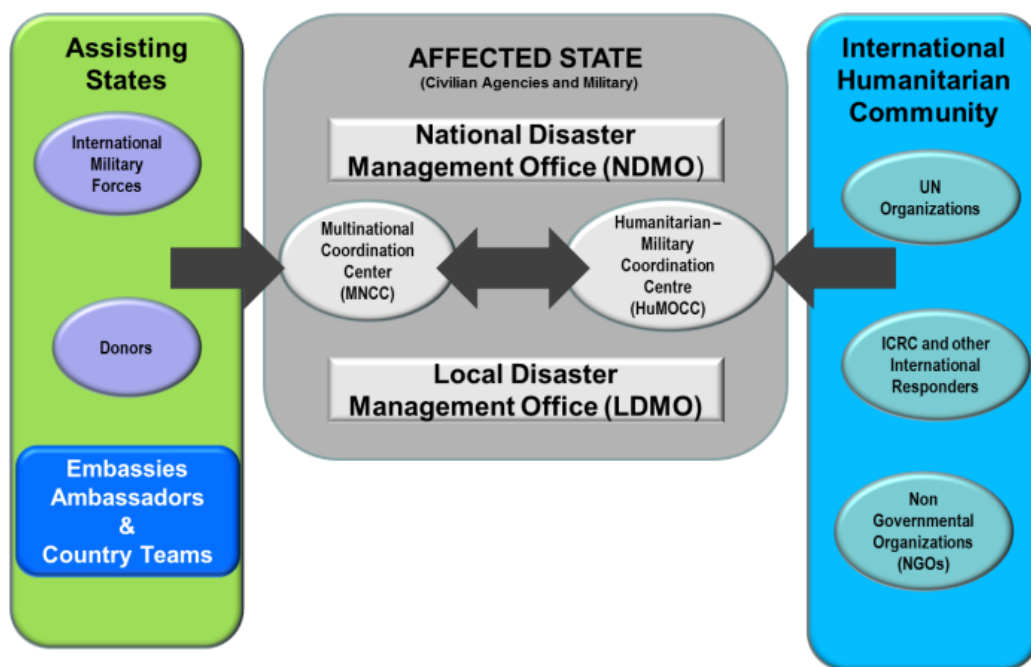 Assisting
States
International
Military
Forces
Donors
Embassies
Ambassadors
&
Country Teams
AFFECTED STATE
(Civilian Agencies and Military)
National Disaster
Management Office (NDMO)
Multinational
Coordination
Center
(MNCC)
Humanitarian –
Military
Coordination
Centre
(HuMOCC)
Local Disaster
Management Office (LDMO)
International
Humanitarian
Community
UN
Organizations
ICRC and other
International
Responders
Non
Governmental
Organizations
(NGOs)